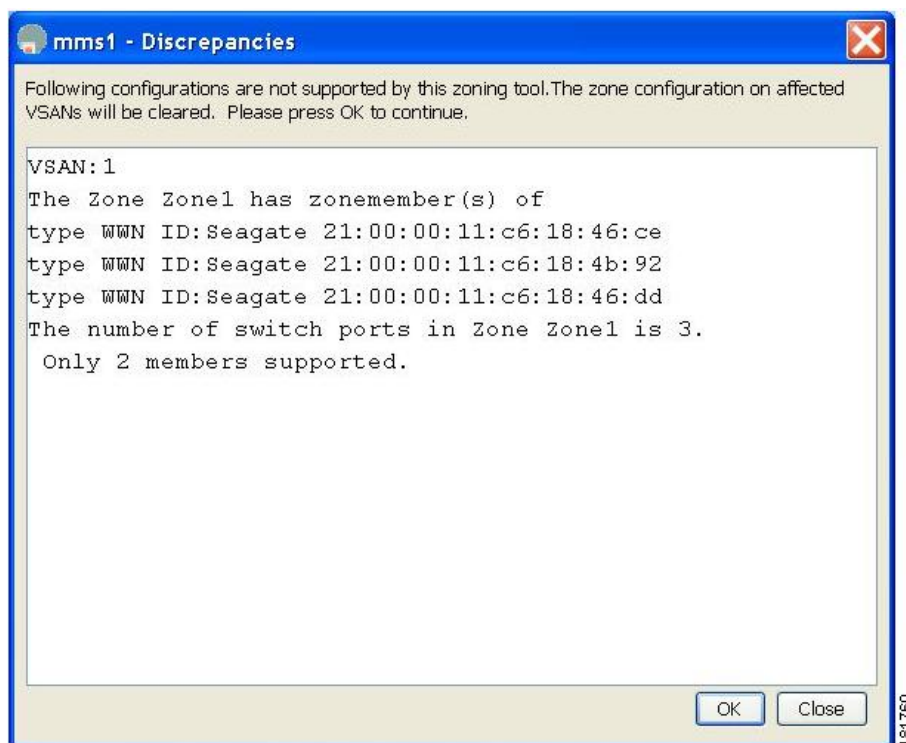 mms1 - Discrepancies
Following configurations are not supported by this zoning tool.The zone configuration on affected
VSANs will be cleared. Please press OK to continue.
VSAN:1
The Zone Zone1 has zonemember(s) of
type WWN ID:Seagate 21:00:00:11:c6:18:46:ce
type WWN ID:Seagate 21:00:00:11:c6:18:4b:92
type WWN ID:Seagate 21:00:00:11:c6:18:46:dd
The number of switch ports in Zone Zone1 is 3.
Only 2 members supported.
OK
Close
181760